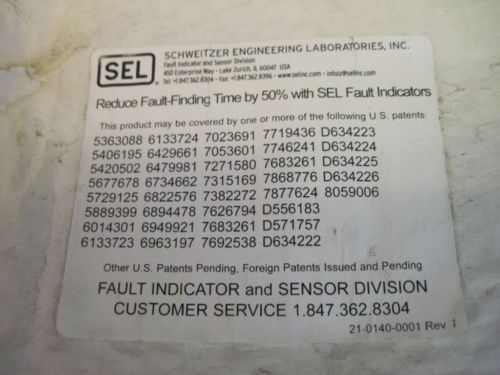 SEL
SCHWEITZER ENGINEERING LABORATORIES, INC.
Fault Indicator and Sensor Division
450 Enterprise Way • Lake Zurich, IL 60047 USA
Tel +1.847.362.8304 • Fax +1.847.362.8396 • www.selinc.com • infolz@selinc.com
Reduce Fault-Finding Time by 50% with SEL Fault Indicators
This product may be covered by one or more of the following U.S. patents:
5363088 6133724 7023691 7719436 D634223
5406195 6429661 7053601 7746241 D634224
5420502 6479981 7271580 7683261 D634225
5677678 6734662 7315169 7868776 D634226
5729125 6822576 7382272 7877624 8059006
5889399 6894478 7626794 D556183
6014301 6949921 7683261 D571757
6133723 6963197 7692538 D634222
Other U.S. Patents Pending, Foreign Patents Issued and Pending
FAULT INDICATOR and SENSOR DIVISION
CUSTOMER SERVICE 1.847.362.8304
21-0140-0001 Rev 1